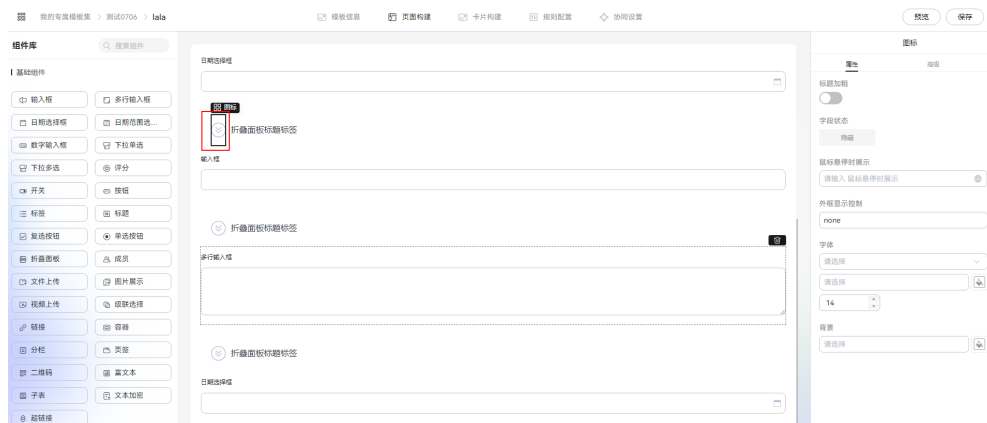 我的专属模板集 > 测试0706 > lala
模板信息
页面构建
卡片构建
规则配置
协同设置
预览
保存
组件库
搜索组件
基础组件
输入框
多行输入框
日期选择框
日期范围选...
数字输入框
下拉单选
下拉多选
评分
开关
按钮
标签
标题
复选按钮
单选按钮
折叠面板
成员
文件上传
图片展示
视频上传
级联选择
链接
容器
分栏
页签
二维码
富文本
子表
文本加密
超链接
日期选择框
图标
折叠面板标题标签
输入框
折叠面板标题标签
多行输入框
折叠面板标题标签
日期选择框
图标
属性
高级
标题加粗
字段状态
隐藏
鼠标悬停时展示
请输入 鼠标悬停时展示
外框显示控制
none
字体
请选择
请选择
14
背景
请选择